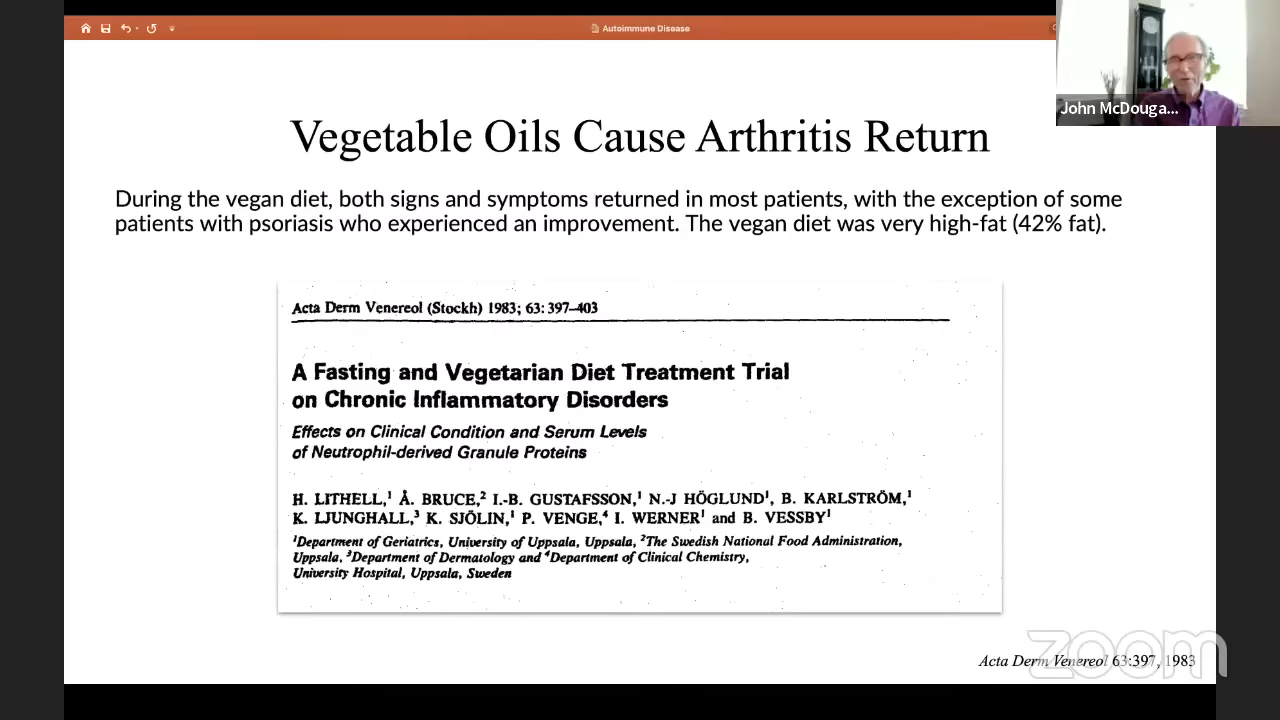 Autoimmune Disease
John McDouga...
Vegetable Oils Cause Arthritis Return
During the vegan diet, both signs and symptoms returned in most patients, with the exception of some
patients with psoriasis who experienced an improvement. The vegan diet was very high-fat (42% fat).
Acta Derm Venereol (Stockh) 1983; 63: 397–403
A Fasting and Vegetarian Diet Treatment Trial
on Chronic Inflammatory Disorders
Effects on Clinical Condition and Serum Levels
of Neutrophil-derived Granule Proteins
H. LITHELL,¹ Å. BRUCE,² I.-B. GUSTAFSSON,¹ N.-J HÖGLUND¹, B. KARLSTRÖM,¹
K. LJUNGHALL,³ K. SJÖLIN,¹ P. VENGE,⁴ I. WERNER¹ and B. VESSBY¹
¹Department of Geriatrics, University of Uppsala, Uppsala, ²The Swedish National Food Administration,
Uppsala, ³Department of Dermatology and ⁴Department of Clinical Chemistry,
University Hospital, Uppsala, Sweden
zoom
Acta Derm Venereol 63:397, 1983